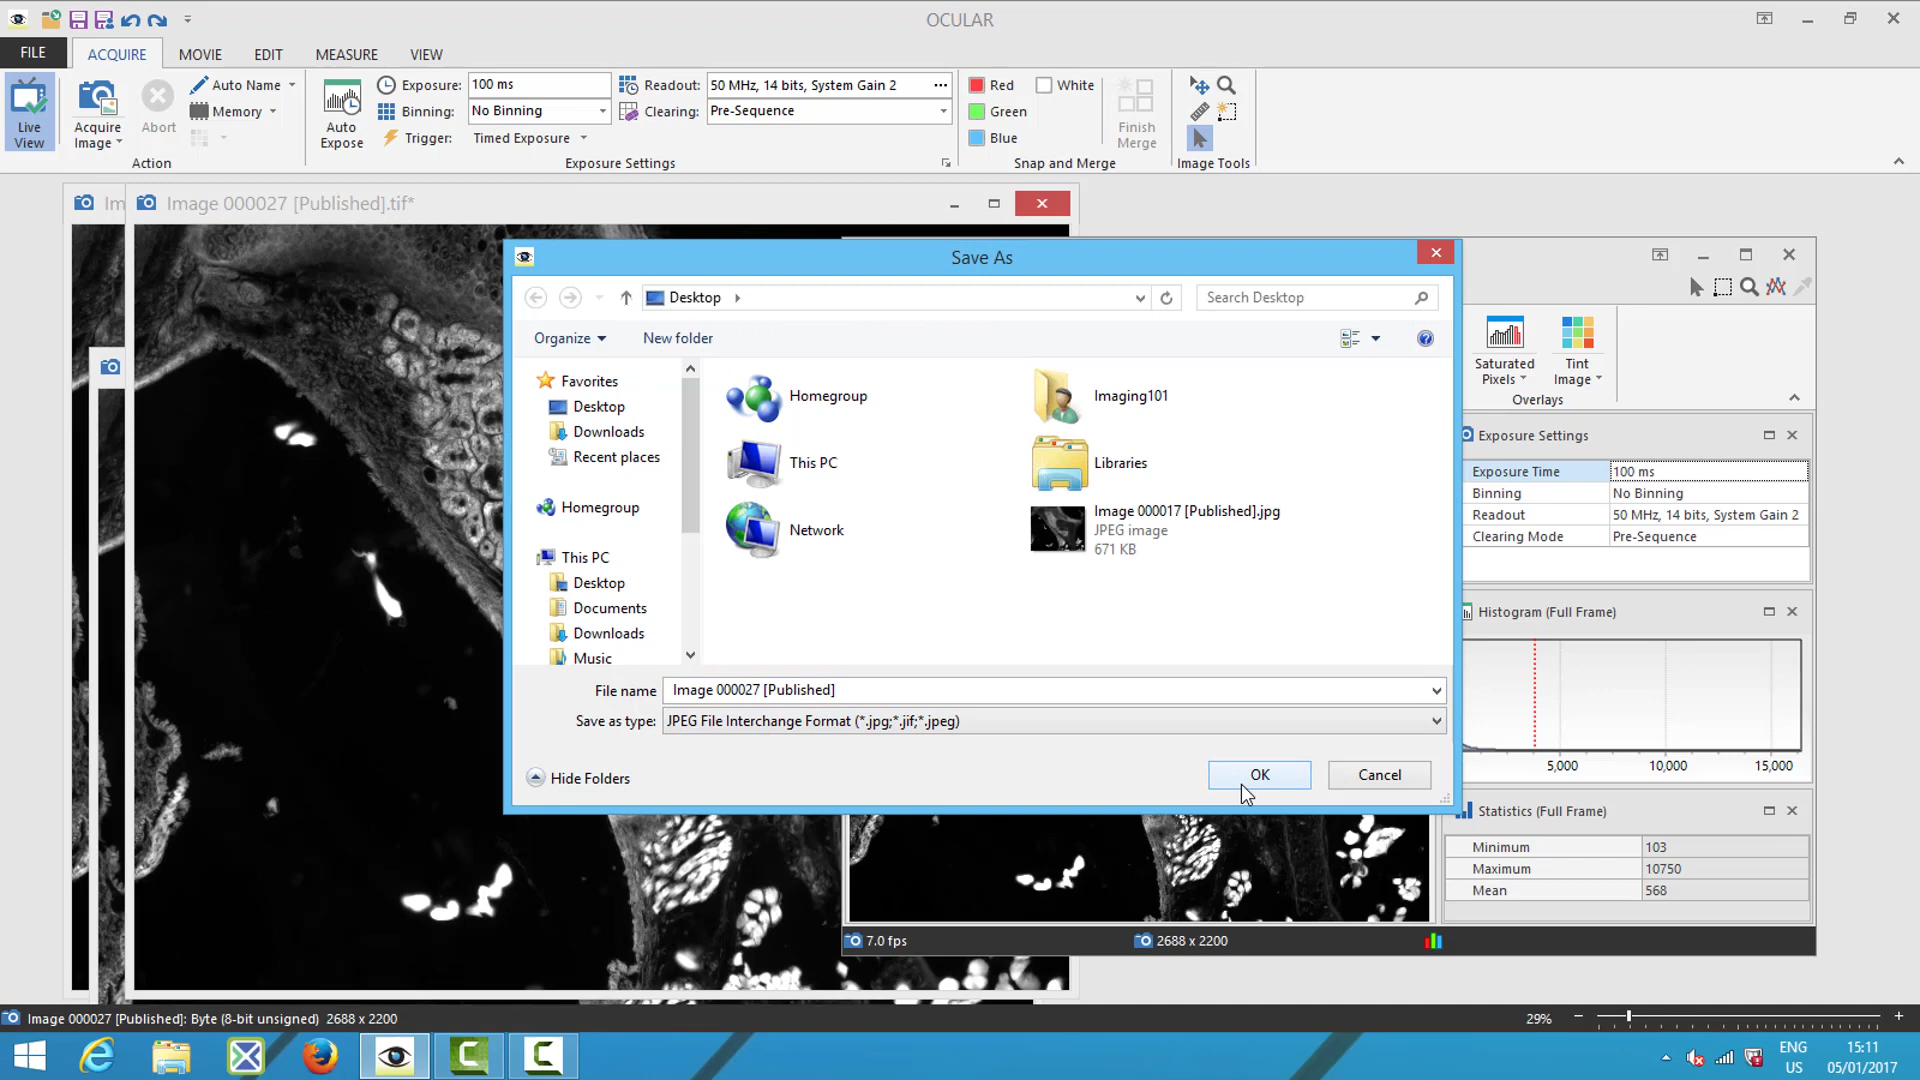 OCULAR
FILE
ACQUIRE
MOVIE
EDIT
MEASURE
VIEW
Live View
Acquire Image
Abort
Auto Name
Memory
Action
Auto Expose
Exposure: 100 ms
Binning: No Binning
Trigger: Timed Exposure
Readout: 50 MHz, 14 bits, System Gain 2 ...
Clearing: Pre-Sequence
Exposure Settings
Red
White
Green
Blue
Finish Merge
Snap and Merge
Image Tools
Im
Image 000027 [Published].tif*
Save As
Desktop
Search Desktop
Organize
New folder
Favorites
Desktop
Downloads
Recent places
Homegroup
This PC
Desktop
Documents
Downloads
Music
Homegroup
Imaging101
This PC
Libraries
Network
Image 000017 [Published].jpg
JPEG image
671 KB
File name Image 000027 [Published]
Save as type: JPEG File Interchange Format (*.jpg;*.jif;*.jpeg)
Hide Folders
OK
Cancel
Saturated Pixels
Tint Image
Overlays
Exposure Settings
Exposure Time 100 ms
Binning No Binning
Readout 50 MHz, 14 bits, System Gain 2
Clearing Mode Pre-Sequence
Histogram (Full Frame)
5,000 10,000 15,000
Statistics (Full Frame)
Minimum 103
Maximum 10750
Mean 568
7.0 fps
2688 x 2200
Image 000027 [Published]: Byte (8-bit unsigned) 2688 x 2200
29%
ENG
US
15:11
05/01/2017